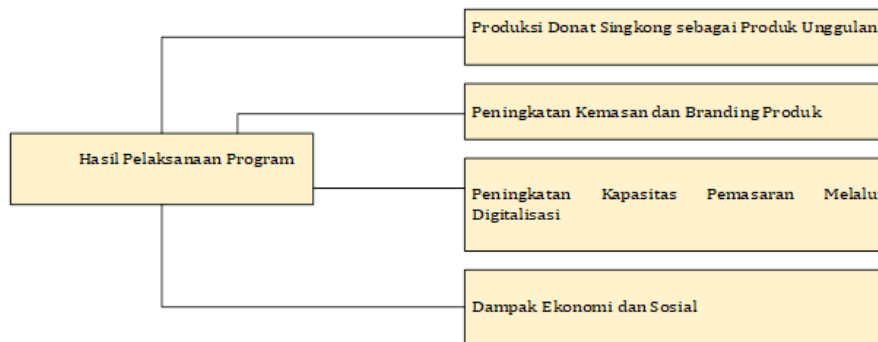 Produksi Donat Singkong sebagai Produk Unggulan
Peningkatan Kemasan dan Branding Produk
Hasil Pelaksanaan Program
Peningkatan Kapasitas Pemasaran Melalu
Digitalisasi
Dampak Ekonomi dan Sosial